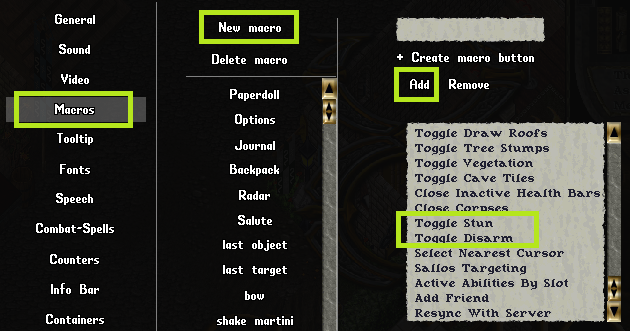 General
Sound
Video
Macros
Tooltip
Fonts
Speech
Combat-Spells
Counters
Info Bar
Containers
New macro
Delete macro
Paperdoll
Options
Journal
Backpack
Radar
Salute
last object
last target
bow
shake martini
+ Create macro button
Add Remove
Toggle Draw Roofs
Toggle Tree Stumps
Toggle Vegetation
Toggle Cave Tiles
Close Inactive Health Bars
Close Corpses
Toggle Stun
Toggle Disarm
Select Nearest Cursor
Sallos Targeting
Active Abilities By Slot
Add Friend
Resync With Server